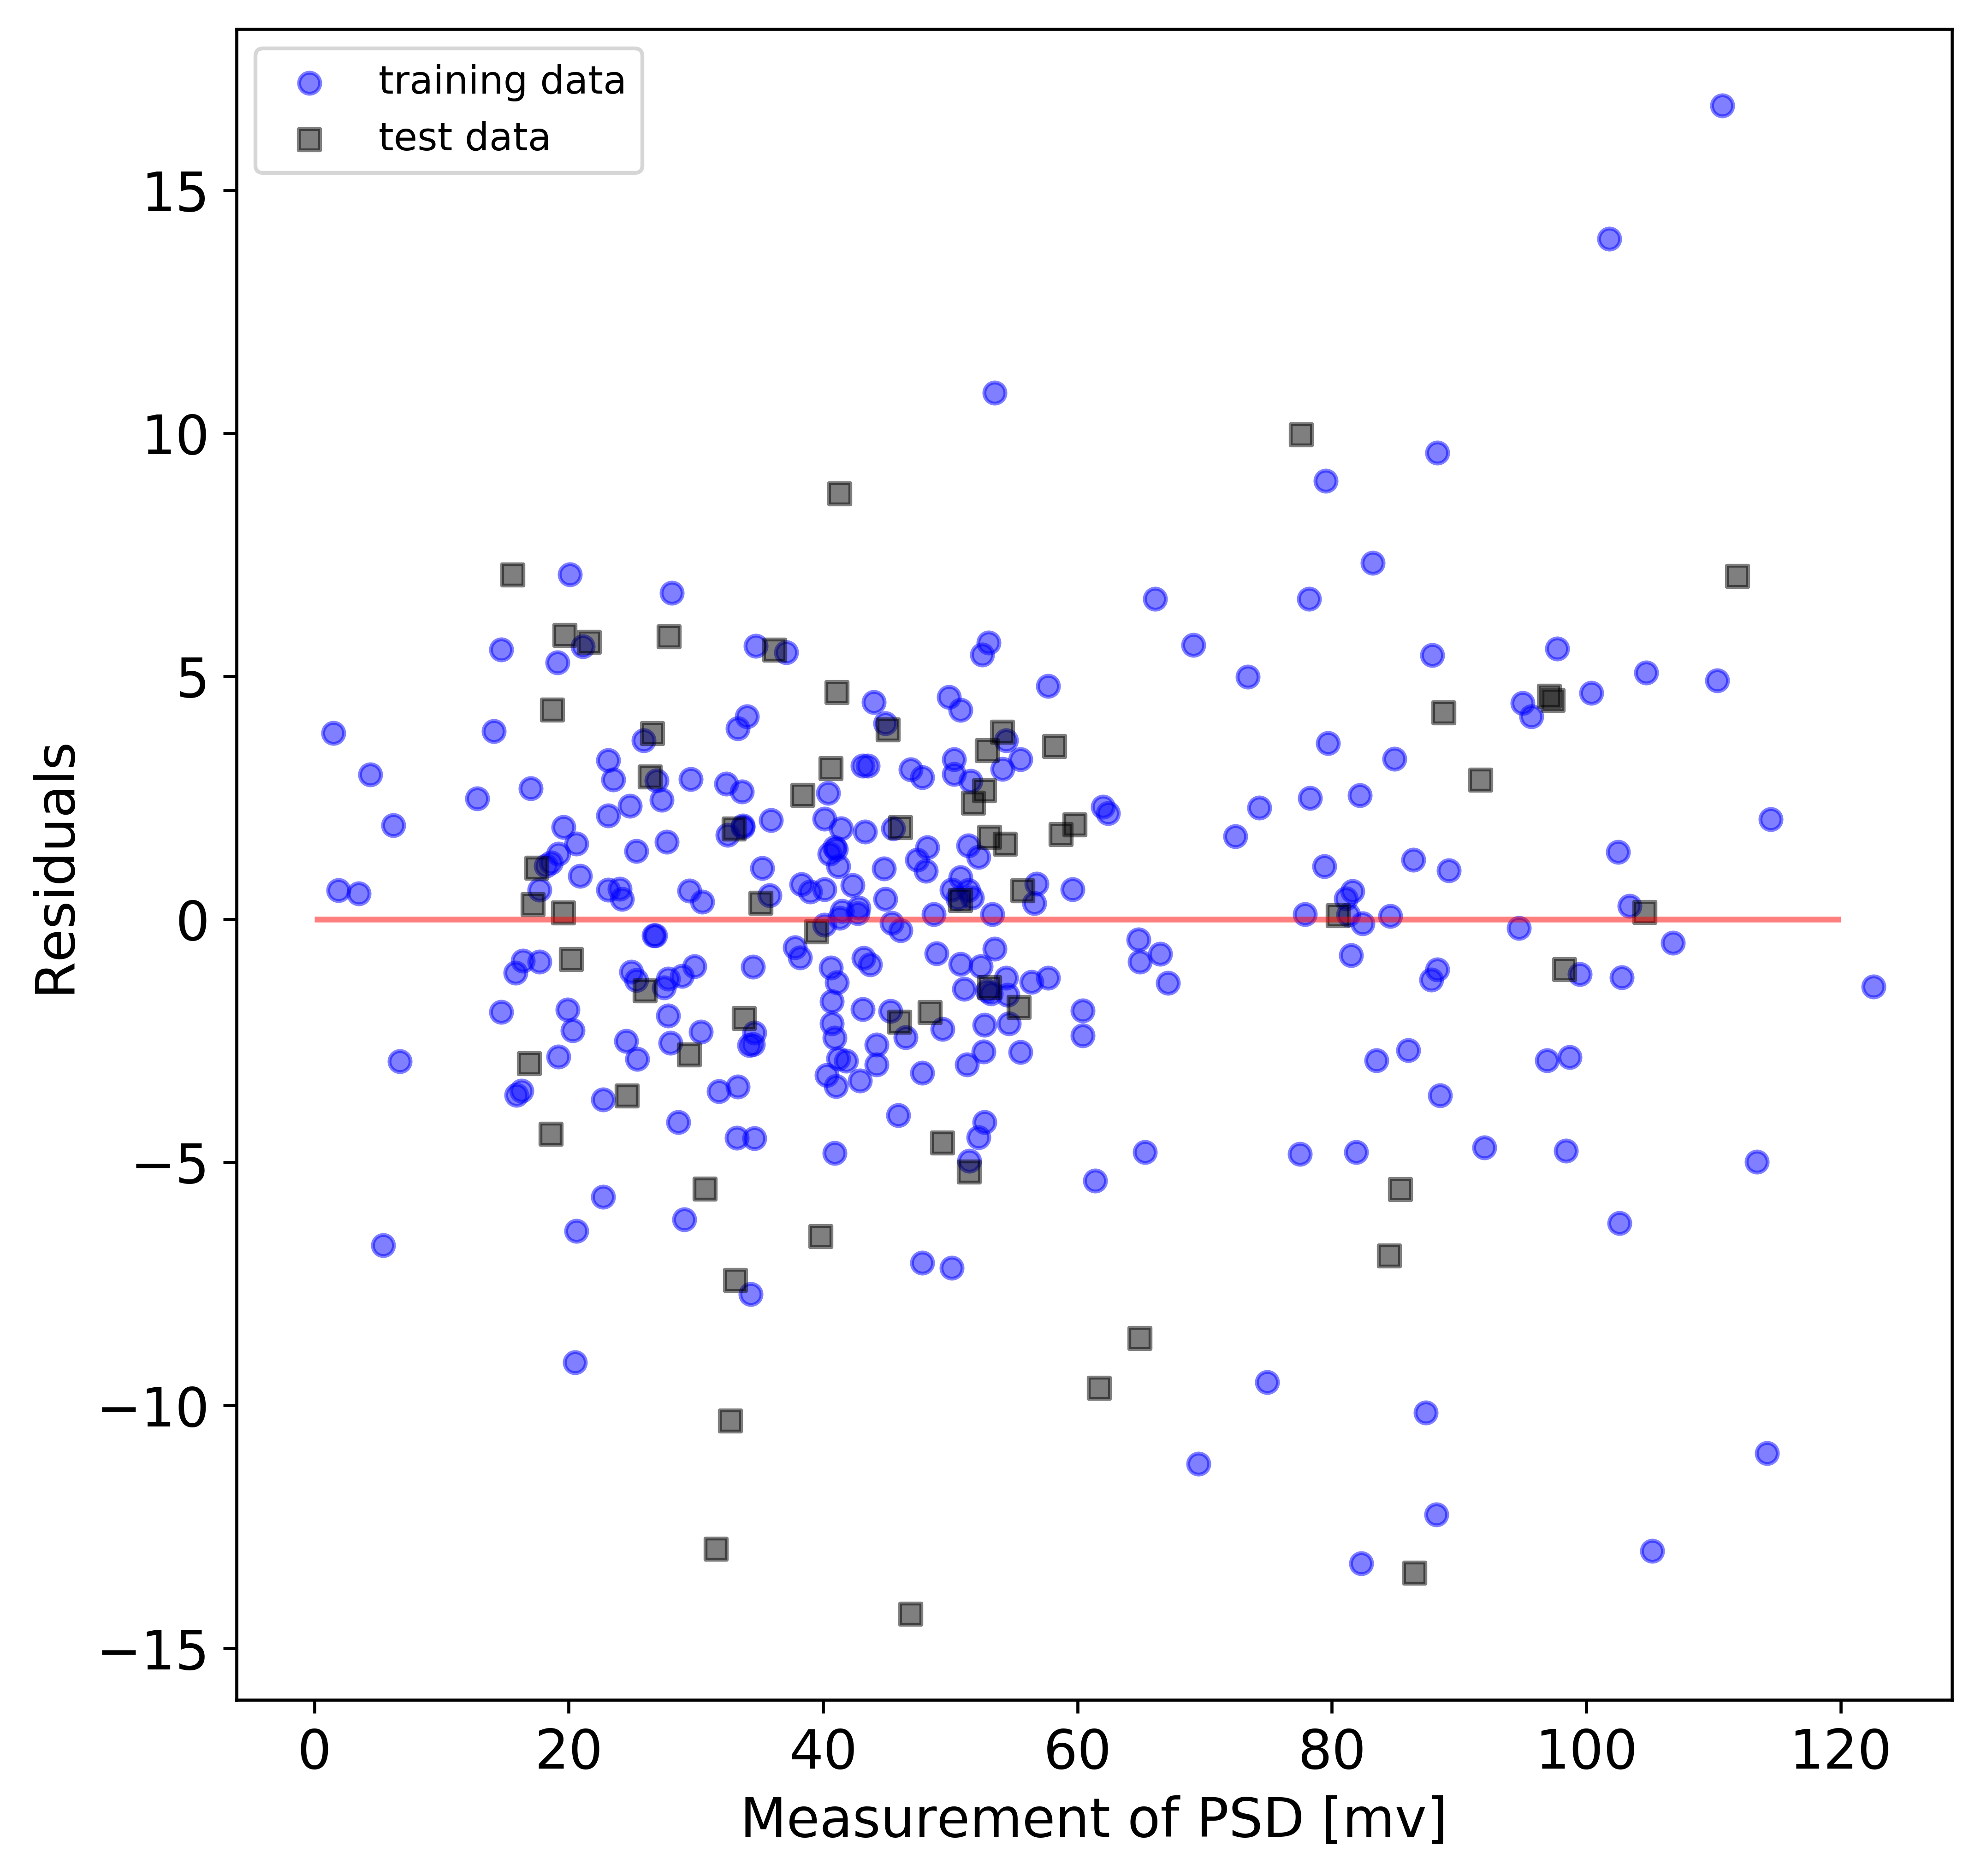 training data
test data
15
10
5
0
−5
−10
−15
Residuals
0 20 40 60 80 100 120
Measurement of PSD [mv]